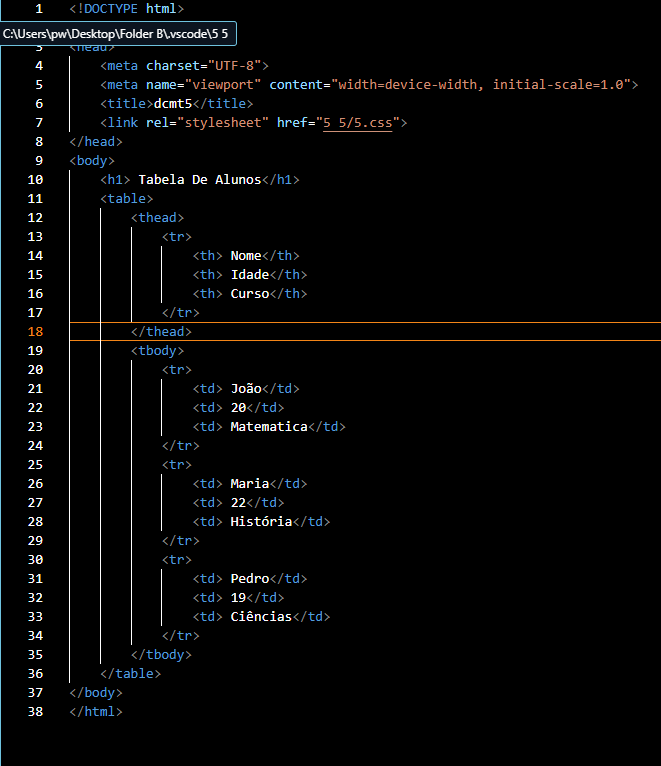 1 <!DOCTYPE html>
C:\Users\pw\Desktop\Folder B\.vscode\5 5
3 <head>
4 <meta charset="UTF-8">
5 <meta name="viewport" content="width=device-width, initial-scale=1.0">
6 <title>dcmt5</title>
7 <link rel="stylesheet" href="5 5/5.css">
8 </head>
9 <body>
10 <h1> Tabela De Alunos</h1>
11 <table>
12 <thead>
13 <tr>
14 <th> Nome</th>
15 <th> Idade</th>
16 <th> Curso</th>
17 </tr>
18 </thead>
19 <tbody>
20 <tr>
21 <td> João</td>
22 <td> 20</td>
23 <td> Matematica</td>
24 </tr>
25 <tr>
26 <td> Maria</td>
27 <td> 22</td>
28 <td> História</td>
29 </tr>
30 <tr>
31 <td> Pedro</td>
32 <td> 19</td>
33 <td> Ciências</td>
34 </tr>
35 </tbody>
36 </table>
37 </body>
38 </html>